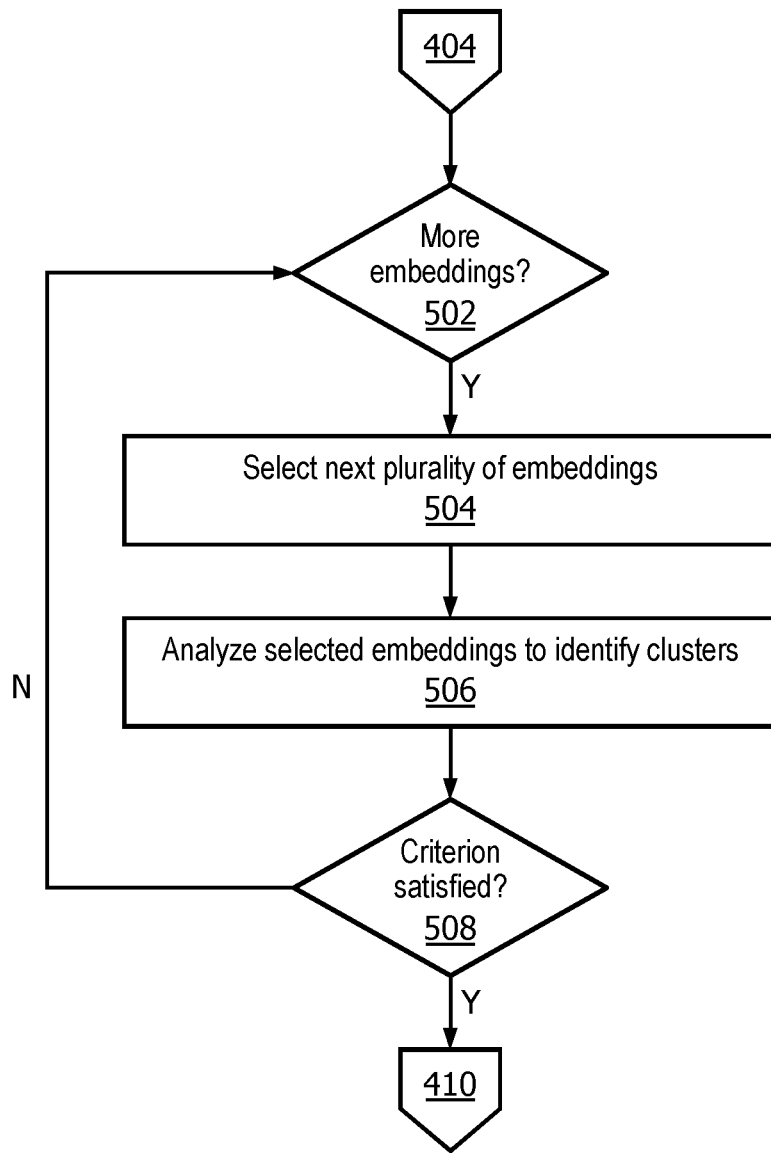 404
More
embeddings?
502
Y
Select next plurality of embeddings
504
Analyze selected embeddings to identify clusters
506
N
Criterion
satisfied?
508
Y
410